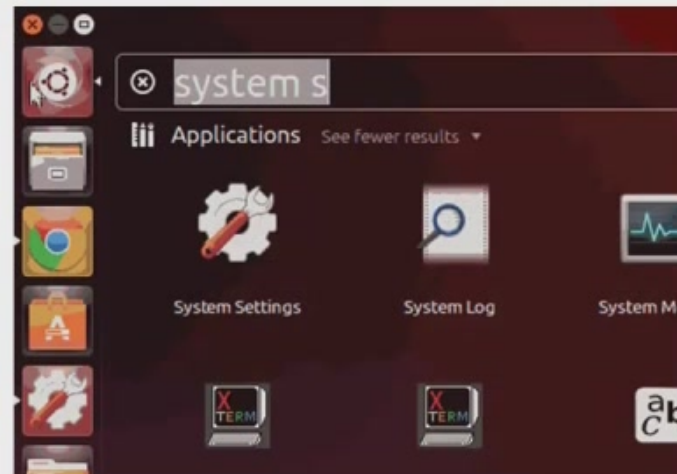 system s
Applications See fewer results
System Settings System Log System M
X TERM X TERM
a c b